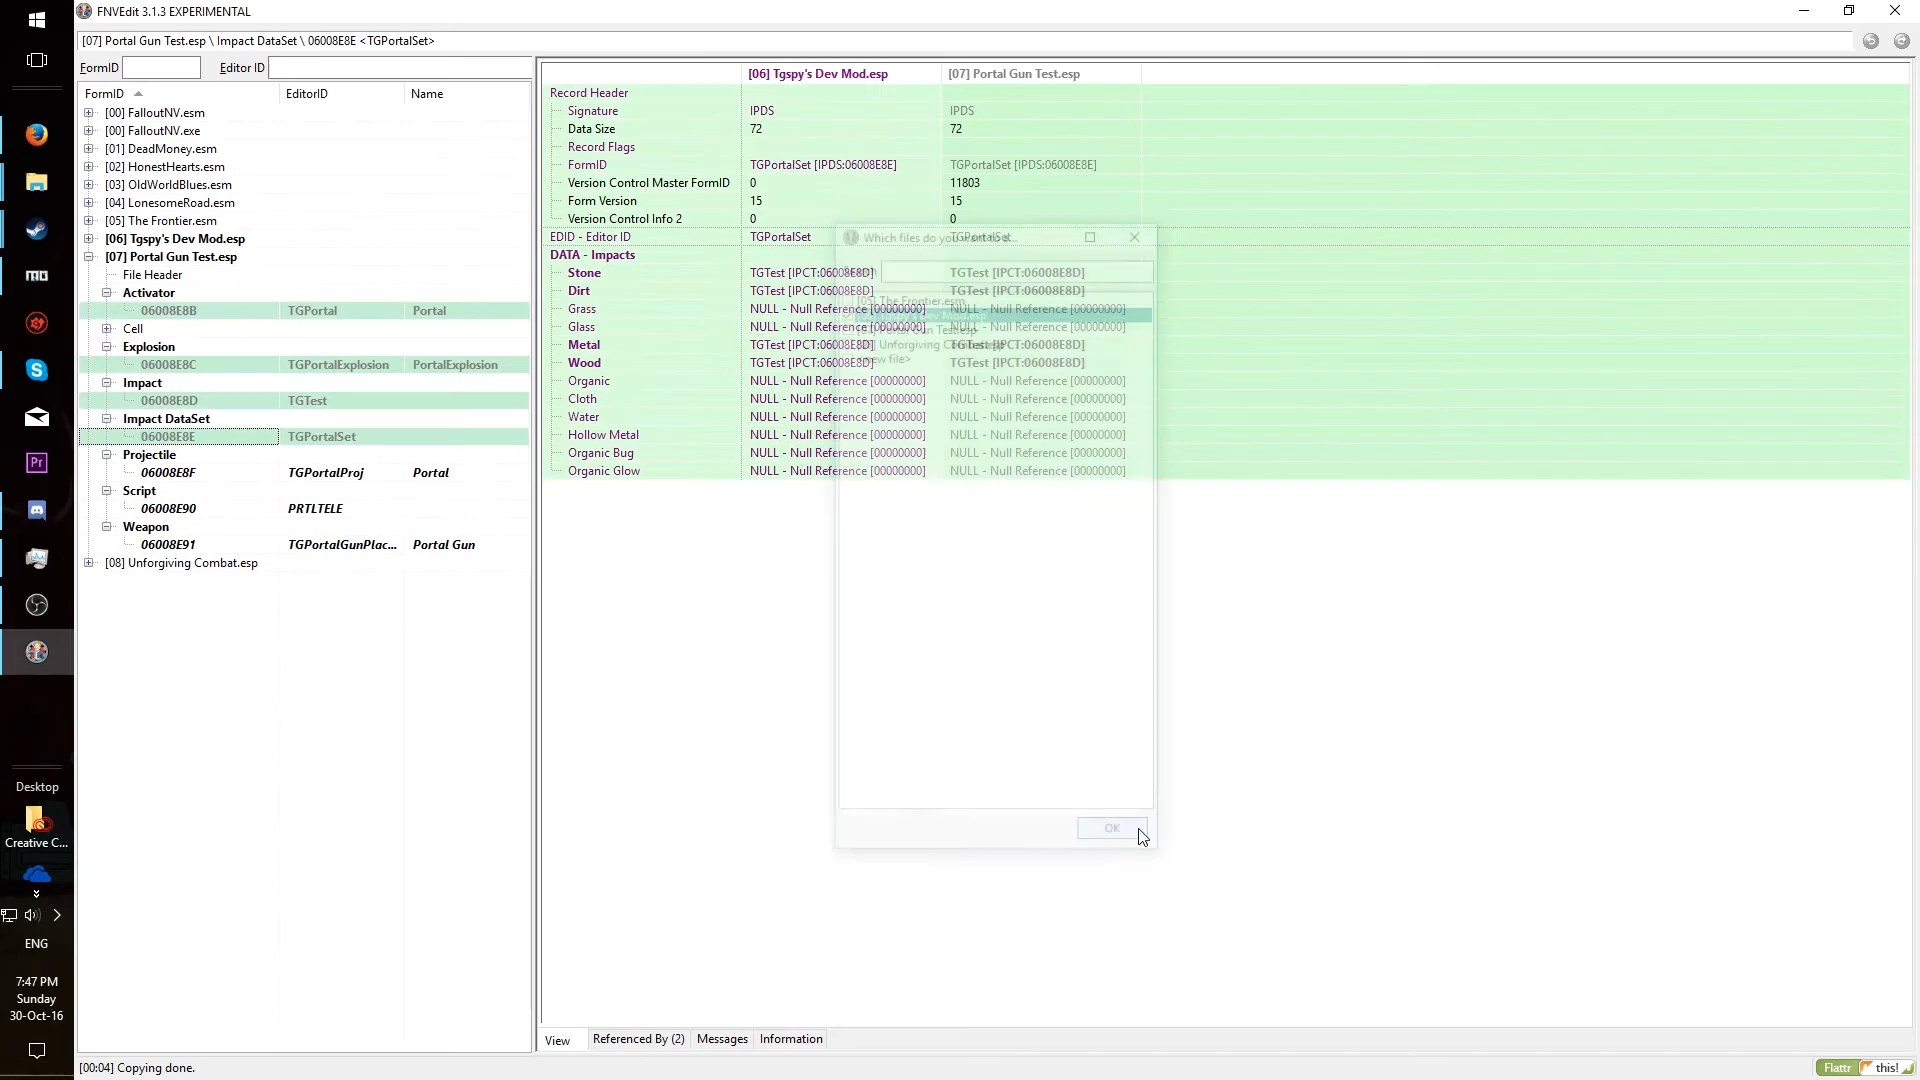 FNVEdit 3.1.3 EXPERIMENTAL
[07] Portal Gun Test.esp \ Impact DataSet \ 06008E8E <TGPortalSet>
FormID Editor ID
FormID EditorID Name
[00] FalloutNV.esm
[00] FalloutNV.exe
[01] DeadMoney.esm
[02] HonestHearts.esm
[03] OldWorldBlues.esm
[04] LonesomeRoad.esm
[05] The Frontier.esm
[06] Tgspy's Dev Mod.esp
[07] Portal Gun Test.esp
File Header
Activator
06008E8B TGPortal Portal
Cell
Explosion
06008E8C TGPortalExplosion PortalExplosion
Impact
06008E8D TGTest
Impact DataSet
06008E8E TGPortalSet
Projectile
06008E8F TGPortalProj Portal
Script
06008E90 PRTLTELE
Weapon
06008E91 TGPortalGunPlac... Portal Gun
[08] Unforgiving Combat.esp
[06] Tgspy's Dev Mod.esp [07] Portal Gun Test.esp
Record Header
Signature IPDS IPDS
Data Size 72 72
Record Flags
FormID TGPortalSet [IPDS:06008E8E] TGPortalSet [IPDS:06008E8E]
Version Control Master FormID 0 11803
Form Version 15 15
Version Control Info 2 0 0
EDID - Editor ID TGPortalSet TGPortalSet
DATA - Impacts
Stone TGTest [IPCT:06008E8D] TGTest [IPCT:06008E8D]
Dirt TGTest [IPCT:06008E8D] TGTest [IPCT:06008E8D]
Grass NULL - Null Reference [00000000] NULL - Null Reference [00000000]
Glass NULL - Null Reference [00000000] NULL - Null Reference [00000000]
Metal TGTest [IPCT:06008E8D] TGTest [IPCT:06008E8D]
Wood TGTest [IPCT:06008E8D] TGTest [IPCT:06008E8D]
Organic NULL - Null Reference [00000000] NULL - Null Reference [00000000]
Cloth NULL - Null Reference [00000000] NULL - Null Reference [00000000]
Water NULL - Null Reference [00000000] NULL - Null Reference [00000000]
Hollow Metal NULL - Null Reference [00000000] NULL - Null Reference [00000000]
Organic Bug NULL - Null Reference [00000000] NULL - Null Reference [00000000]
Organic Glow NULL - Null Reference [00000000] NULL - Null Reference [00000000]
Which files do you
[05] The Frontier.esm
[07] Portal Gun Test.esp
Unforgiving Combat.esp
new file>
OK
View Referenced By (2) Messages Information
[00:04] Copying done.
Flattr this!
MO
Pr
Desktop
Creative C...
ENG
7:47 PM
Sunday
30-Oct-16